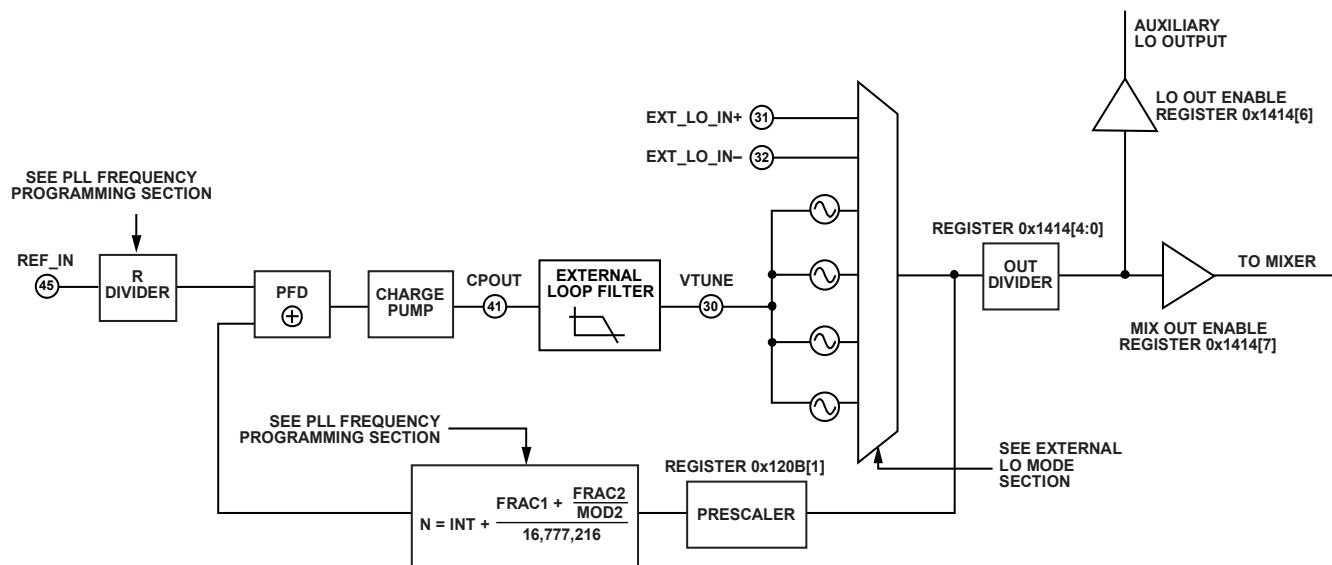 AUXILIARY
LO OUTPUT
LO OUT ENABLE
REGISTER 0x1414[6]
EXT_LO_IN+
31
EXT_LO_IN–
32
SEE PLL FREQUENCY
PROGRAMMING SECTION
REGISTER 0x1414[4:0]
REF_IN
45
R
DIVIDER
PFD
+
CHARGE
PUMP
CPOUT
41
EXTERNAL
LOOP FILTER
VTUNE
30
OUT
DIVIDER
TO MIXER
MIX OUT ENABLE
REGISTER 0x1414[7]
SEE PLL FREQUENCY
PROGRAMMING SECTION
SEE EXTERNAL
LO MODE
SECTION
REGISTER 0x120B[1]
PRESCALER
FRAC2
FRAC1 +
MOD2
N = INT +
16,777,216